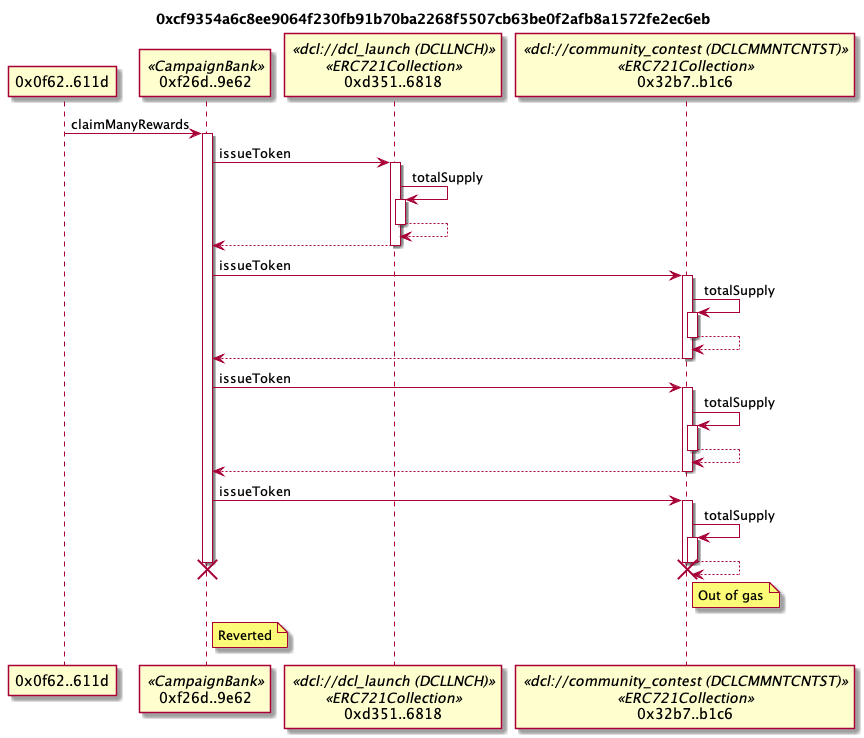 0xcf9354a6c8ee9064f230fb91b70ba2268f5507cb63be0f2afb8a1572fe2ec6eb
0x0f62..611d
«CampaignBank»
0xf26d..9e62
«dcl://dcl_launch (DCLLNCH)»
«ERC721Collection»
0xd351..6818
«dcl://community_contest (DCLCMMNTCNTST)»
«ERC721Collection»
0x32b7..b1c6
claimManyRewards
issueToken
totalSupply
issueToken
totalSupply
issueToken
totalSupply
issueToken
totalSupply
Out of gas
Reverted
0x0f62..611d
«CampaignBank»
0xf26d..9e62
«dcl://dcl_launch (DCLLNCH)»
«ERC721Collection»
0xd351..6818
«dcl://community_contest (DCLCMMNTCNTST)»
«ERC721Collection»
0x32b7..b1c6